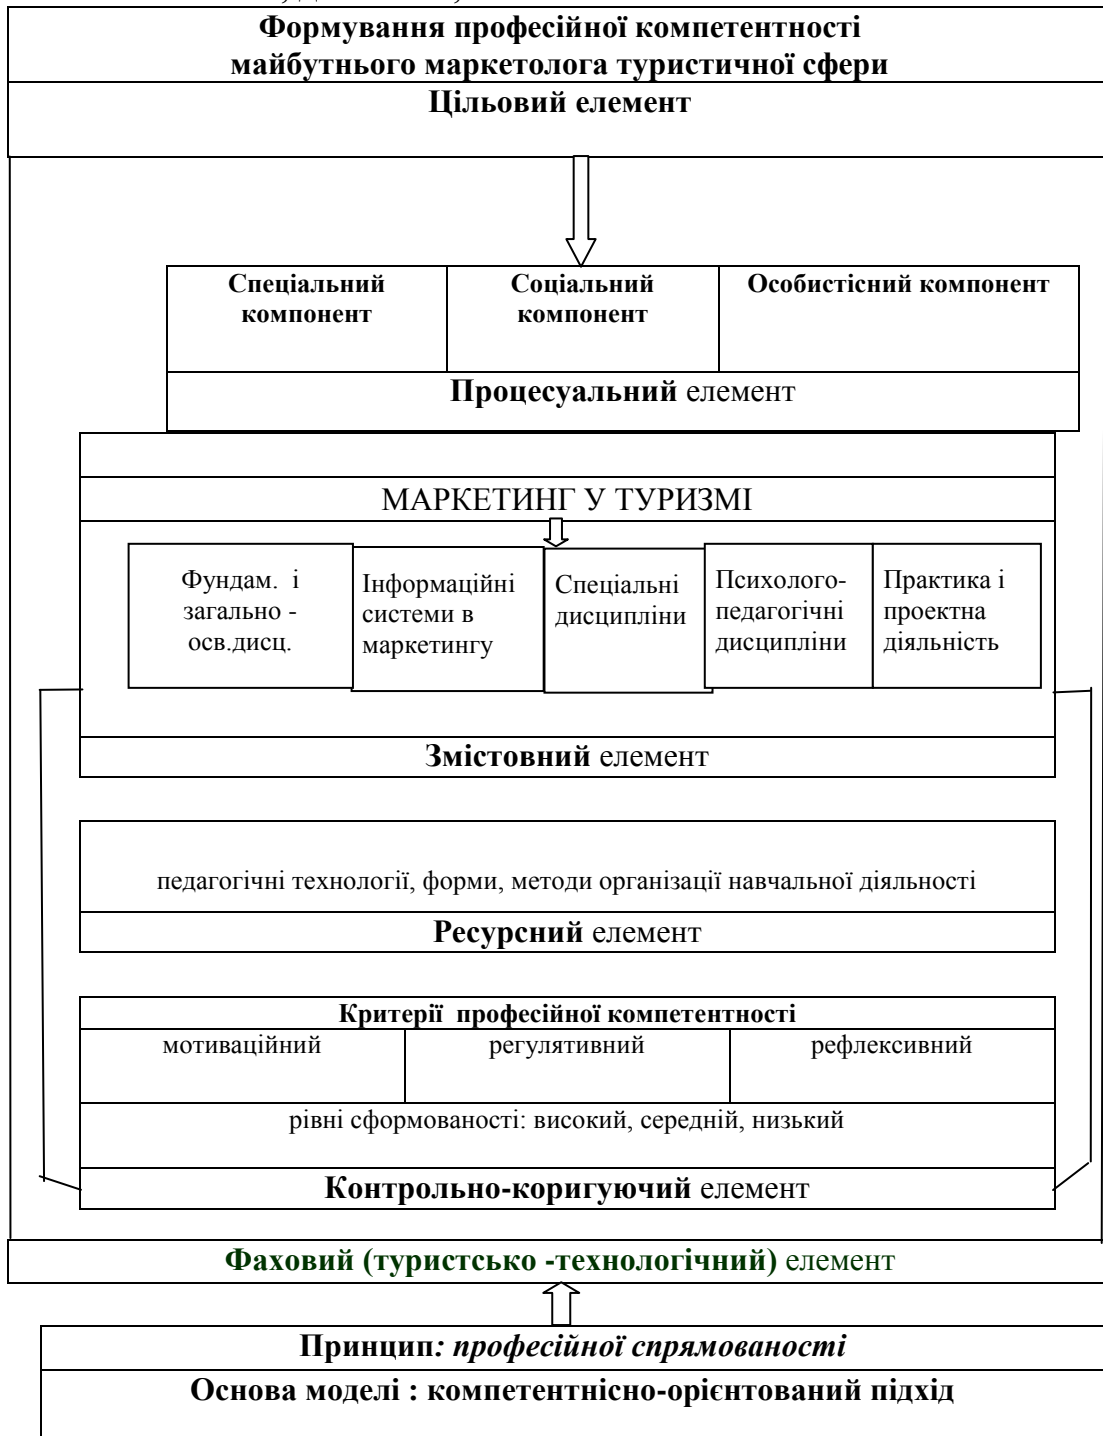 Формування професійної компетентності
майбутнього маркетолога туристичної сфери
Цільовий елемент
Спеціальний
компонент
Соціальний
компонент
Особистісний компонент
Процесуальний елемент
МАРКЕТИНГ У ТУРИЗМІ
Фундам. і
загально -
осв.дисц.
Інформаційні
системи в
маркетингу
Спеціальні
дисципліни
Психолого-
педагогічні
дисципліни
Практика і
проектна
діяльність
Змістовний елемент
педагогічні технології, форми, методи організації навчальної діяльності
Ресурсний елемент
Критерії професійної компетентності
мотиваційний
регулятивний
рефлексивний
рівні сформованості: високий, середній, низький
Контрольно-коригуючий елемент
Фаховий (туристсько -технологічний) елемент
Принцип: професійної спрямованості
Основа моделі : компетентнісно-орієнтований підхід